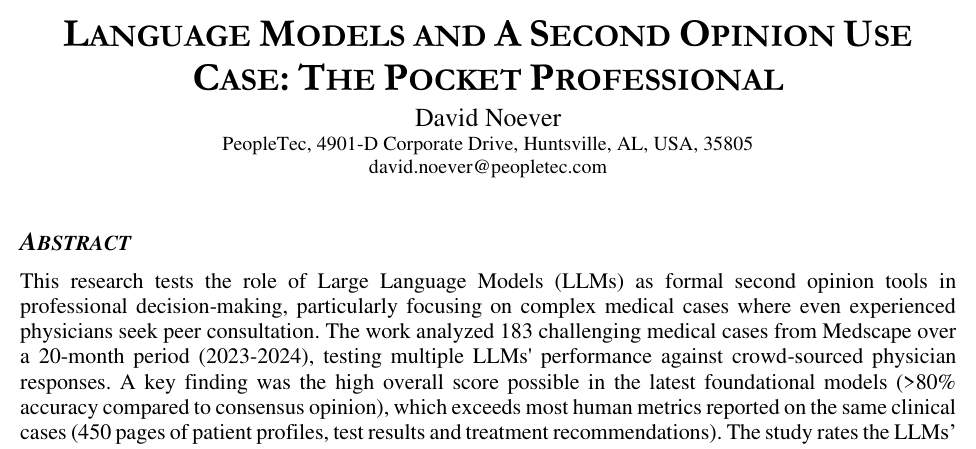 LANGUAGE MODELS AND A SECOND OPINION USE
CASE: THE POCKET PROFESSIONAL
David Noever
PeopleTec, 4901-D Corporate Drive, Huntsville, AL, USA, 35805
david.noever@peopletec.com
ABSTRACT
This research tests the role of Large Language Models (LLMs) as formal second opinion tools in
professional decision-making, particularly focusing on complex medical cases where even experienced
physicians seek peer consultation. The work analyzed 183 challenging medical cases from Medscape over
a 20-month period (2023-2024), testing multiple LLMs' performance against crowd-sourced physician
responses. A key finding was the high overall score possible in the latest foundational models (>80%
accuracy compared to consensus opinion), which exceeds most human metrics reported on the same clinical
cases (450 pages of patient profiles, test results and treatment recommendations). The study rates the LLMs’